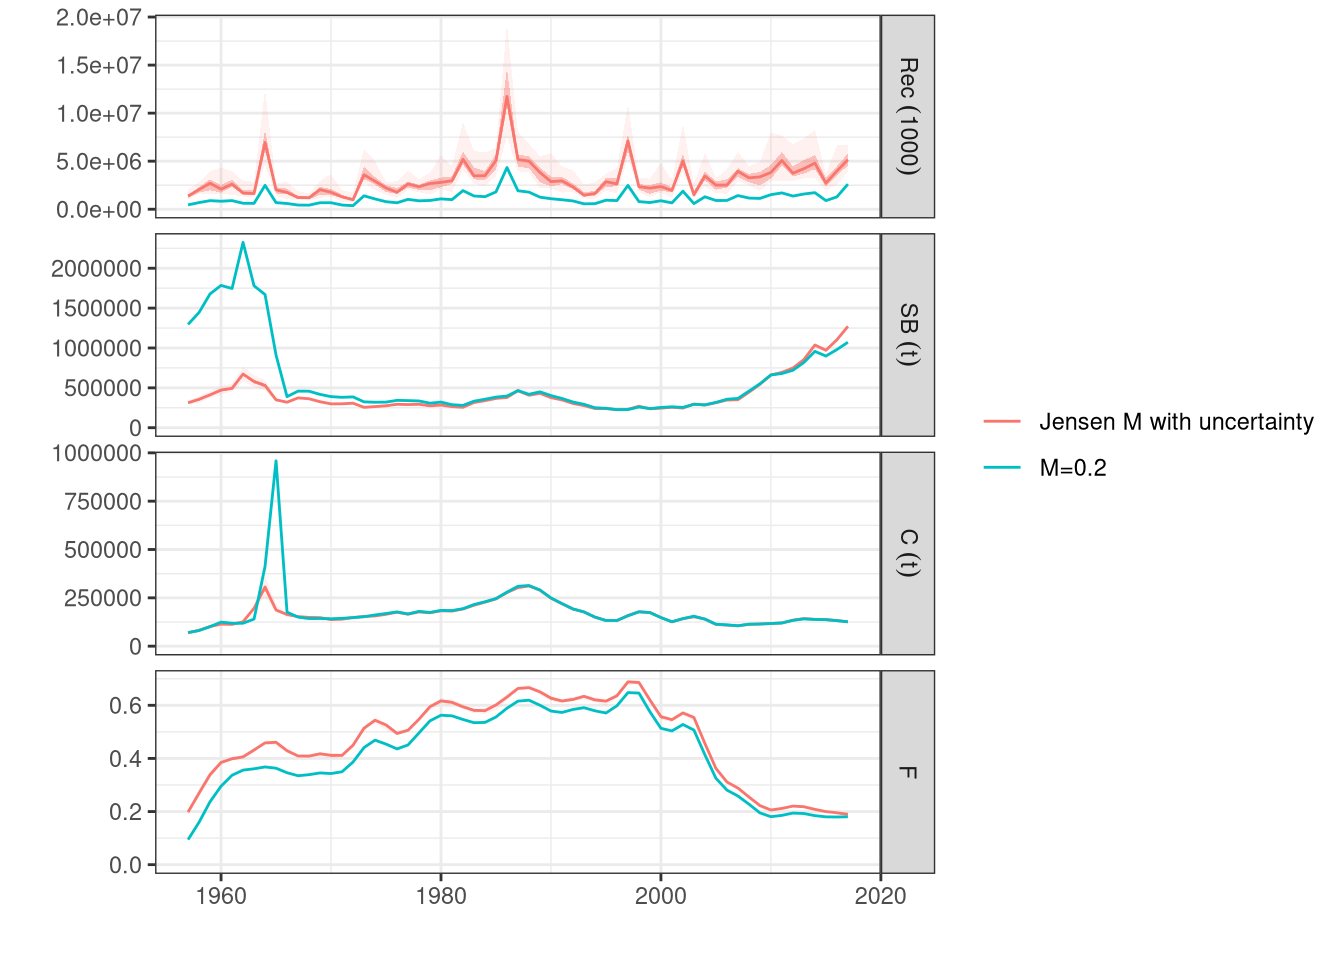 2.0e+07
1.5e+07
1.0e+07
5.0e+06
0.0e+00
Rec (1000)
2000000
1500000
1000000
500000
0
SB (t)
1000000
750000
500000
250000
0
C (t)
0.6
0.4
0.2
0.0
F
1960 1980 2000 2020
Jensen M with uncertainty
M=0.2